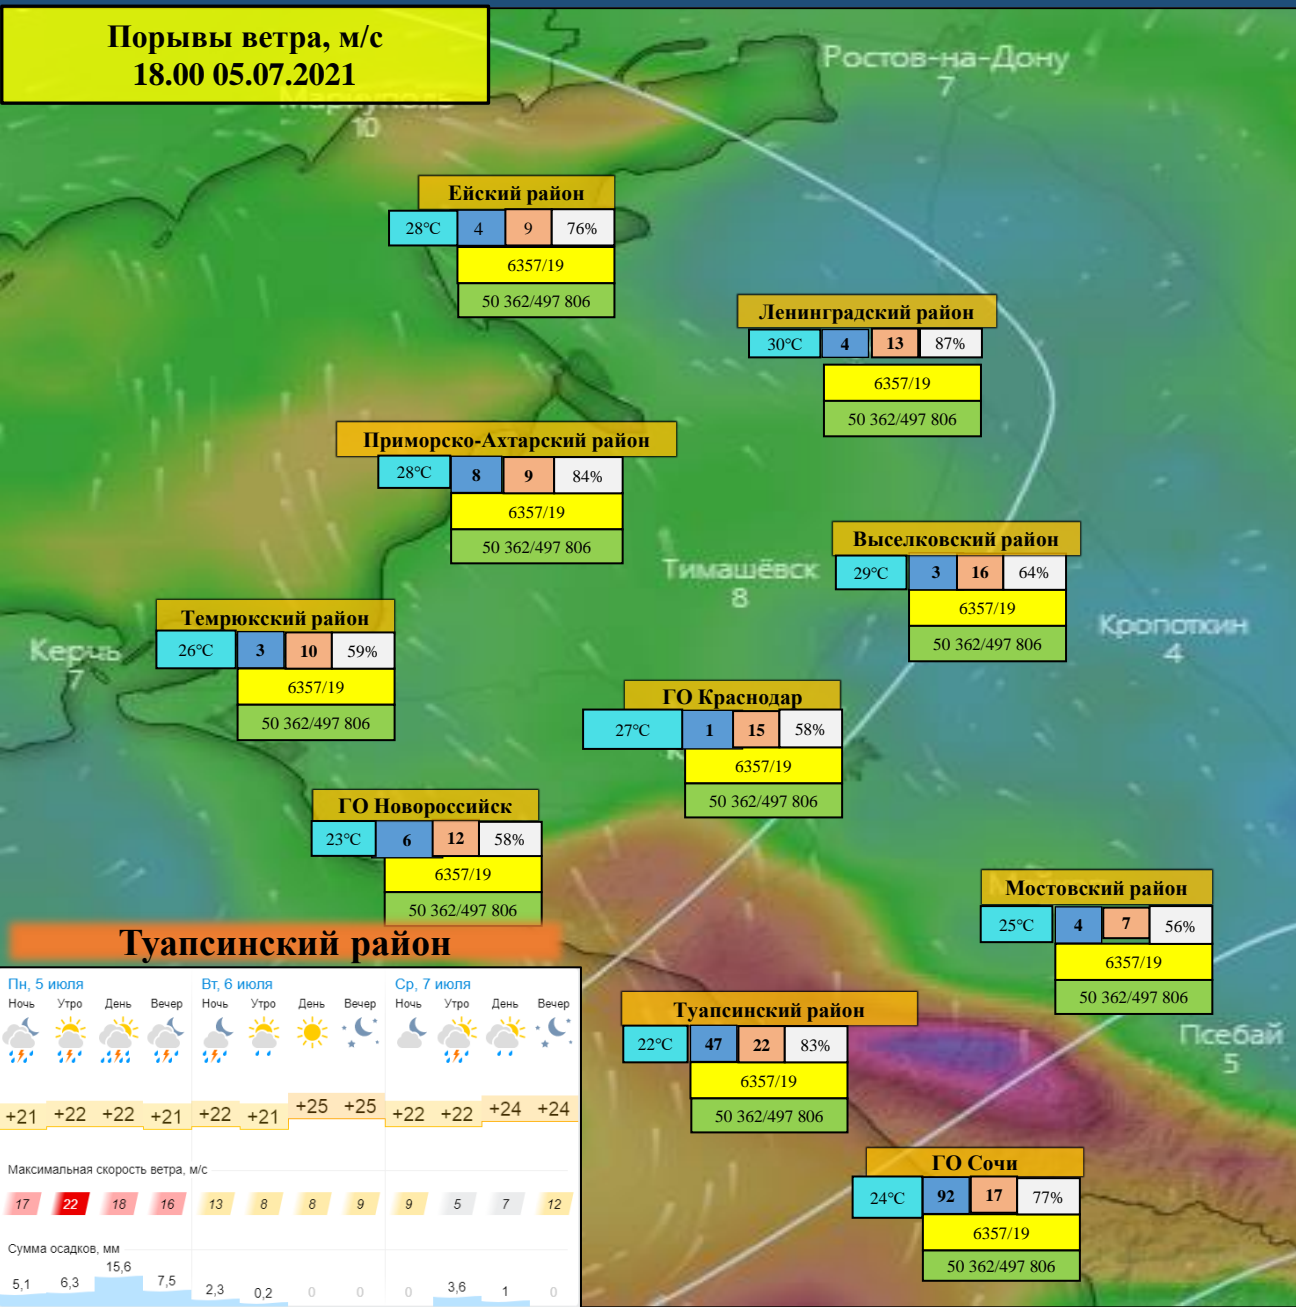 Порывы ветра, м/с
18.00 05.07.2021
Мариуполь
10
Ростов-на-Дону
7
Ейский район
28°C 4 9 76%
6357/19
50 362/497 806
Ленинградский район
30°C 4 13 87%
6357/19
50 362/497 806
Приморско-Ахтарский район
28°C 8 9 84%
6357/19
50 362/497 806
Тимашёвск
8
Выселковский район
29°C 3 16 64%
6357/19
50 362/497 806
Кропоткин
4
Керчь
7
Темрюкский район
26°C 3 10 59%
6357/19
50 362/497 806
ГО Краснодар
27°C 1 15 58%
6357/19
50 362/497 806
ГО Новороссийск
23°C 6 12 58%
6357/19
50 362/497 806
Мостовский район
25°C 4 7 56%
6357/19
50 362/497 806
Псебай
5
Туапсинский район
22°C 47 22 83%
6357/19
50 362/497 806
ГО Сочи
24°C 92 17 77%
6357/19
50 362/497 806
Туапсинский район
Пн, 5 июля Вт, 6 июля Ср, 7 июля
Ночь Утро День Вечер Ночь Утро День Вечер Ночь Утро День Вечер
+21 +22 +22 +21 +22 +21 +25 +25 +22 +22 +24 +24
Максимальная скорость ветра, м/с
17 22 18 16 13 8 8 9 9 5 7 12
Сумма осадков, мм
5,1 6,3 15,6 7,5 2,3 0,2 0 0 0 3,6 1 0